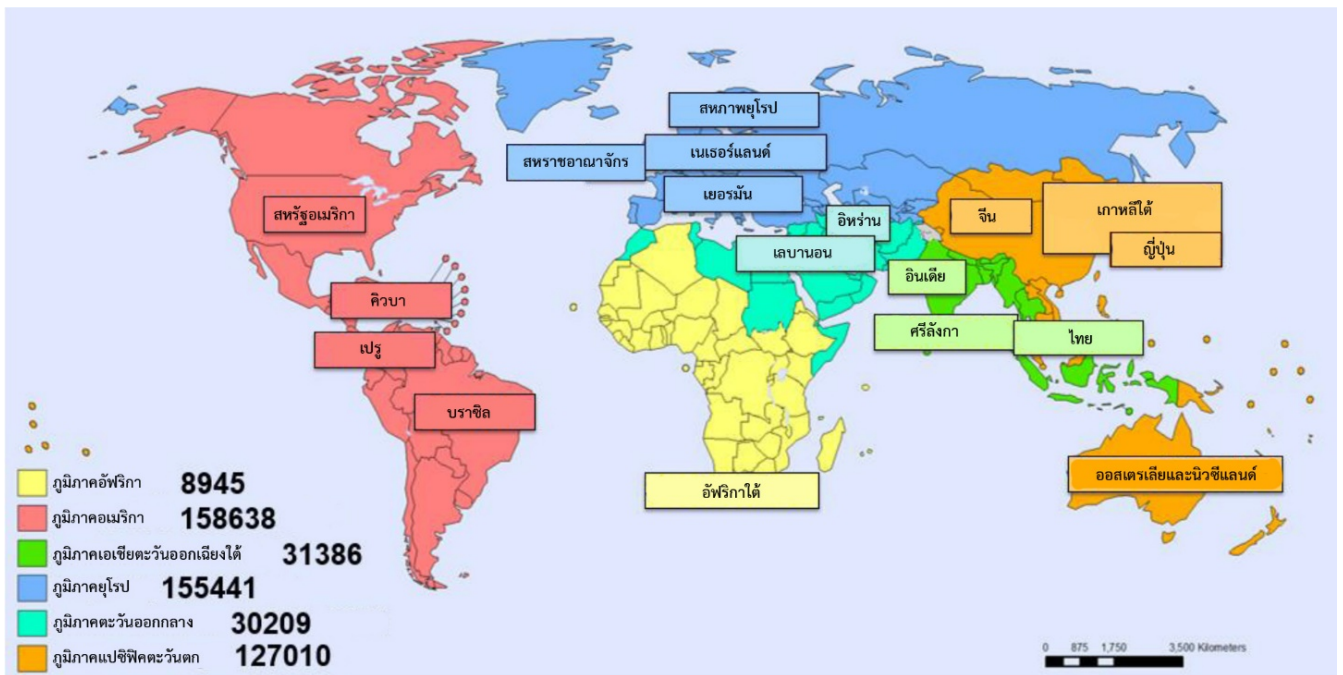 สหภาพยุโรป
เนเธอร์แลนด์
สหราชอาณาจักร
เยอรมัน
สหรัฐอเมริกา
อิหร่าน
จีน
เกาหลีใต้
ญี่ปุ่น
เลบานอน
อินเดีย
คิวบา
ศรีลังกา
ไทย
เปรู
บราซิล
ออสเตรเลียและนิวซีแลนด์
อัฟริกาใต้
ภูมิภาคอัฟริกา 8945
ภูมิภาคอเมริกา 158638
ภูมิภาคเอเชียตะวันออกเฉียงใต้ 31386
ภูมิภาคยุโรป 155441
ภูมิภาคตะวันออกกลาง 30209
ภูมิภาคแปซิฟิคตะวันตก 127010
0 875 1,750 3,500 Kilometers